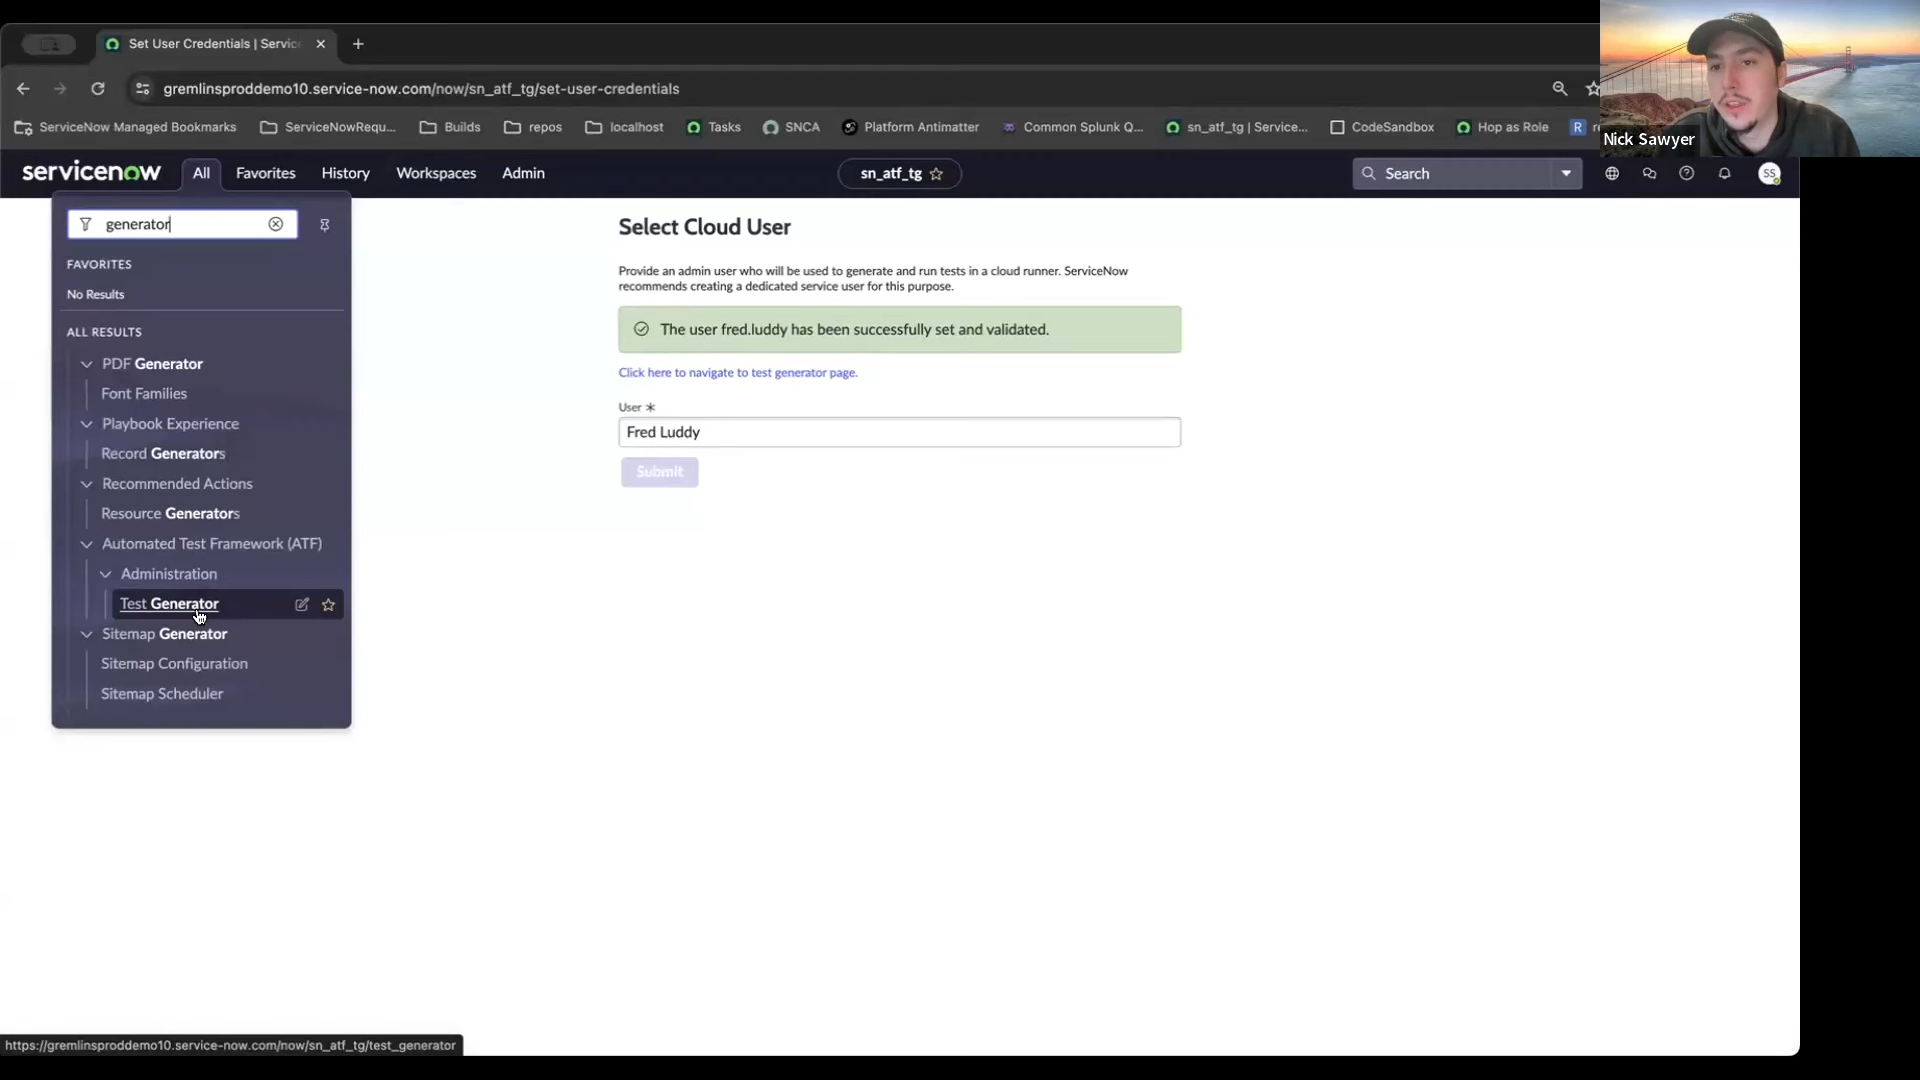 Set User Credentials | Servic
gremlinsproddemo10.service-now.com/now/sn_atf_tg/set-user-credentials
ServiceNow Managed Bookmarks
ServiceNowRequ...
Builds
repos
localhost
Tasks
SNCA
Platform Antimatter
Common Splunk Q...
sn_atf_tg | Service...
CodeSandbox
Hop as Role
R
Nick Sawyer
servicenow
All
Favorites
History
Workspaces
Admin
sn_atf_tg
Search
SS
generator
FAVORITES
No Results
ALL RESULTS
PDF Generator
Font Families
Playbook Experience
Record Generators
Recommended Actions
Resource Generators
Automated Test Framework (ATF)
Administration
Test Generator
Sitemap Generator
Sitemap Configuration
Sitemap Scheduler
Select Cloud User
Provide an admin user who will be used to generate and run tests in a cloud runner. ServiceNow
recommends creating a dedicated service user for this purpose.
The user fred.luddy has been successfully set and validated.
Click here to navigate to test generator page.
User *
Fred Luddy
Submit
https://gremlinsproddemo10.service-now.com/now/sn_atf_tg/test_generator